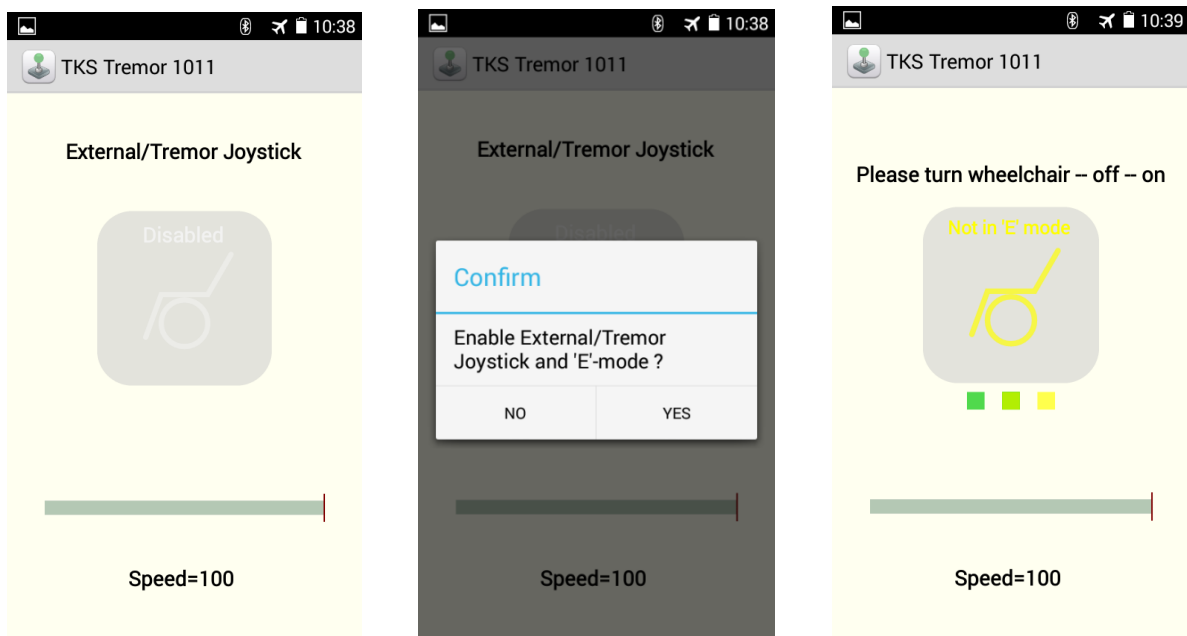 10:38
TKS Tremor 1011
External/Tremor Joystick
Disabled
Speed=100
10:38
TKS Tremor 1011
External/Tremor Joystick
Disabled
Confirm
Enable External/Tremor
Joystick and 'E'-mode ?
NO YES
Speed=100
10:39
TKS Tremor 1011
Please turn wheelchair -- off -- on
Not in 'E' mode
Speed=100